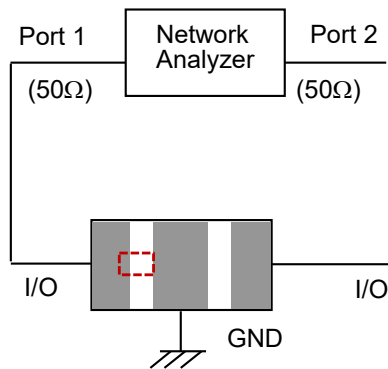 Port 1
Network
Analyzer
Port 2
(50Ω)
(50Ω)
I/O
I/O
GND